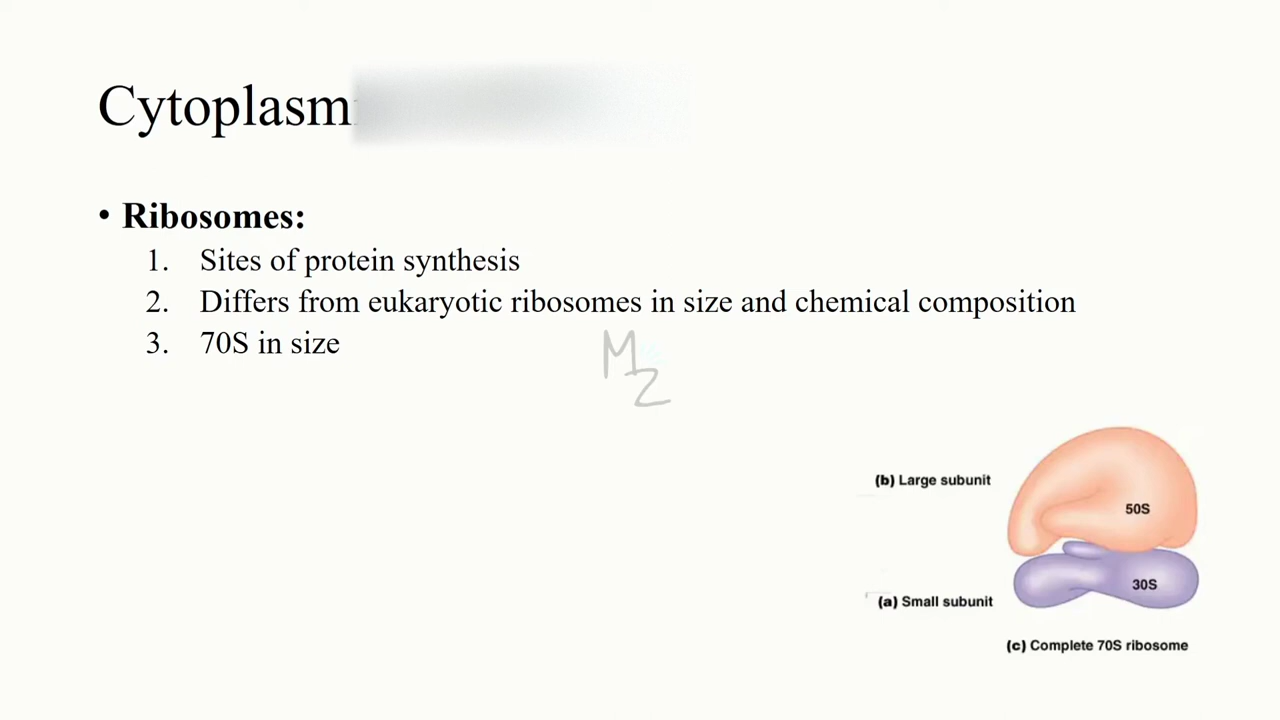 Cytoplasm
• Ribosomes:
1. Sites of protein synthesis
2. Differs from eukaryotic ribosomes in size and chemical composition
3. 70S in size
MZ
(b) Large subunit
50S
30S
(a) Small subunit
(c) Complete 70S ribosome